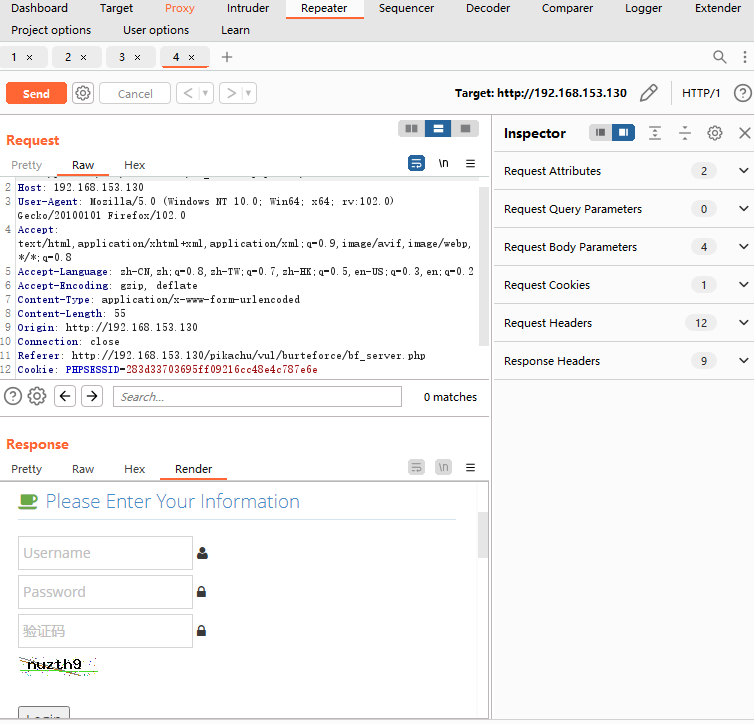 Dashboard Target Proxy Intruder Repeater Sequencer Decoder Comparer Logger Extender
Project options User options Learn
1 × 2 × 3 × 4 × +
Send Cancel < > Target: http://192.168.153.130 HTTP/1 ?
Request
Pretty Raw Hex \n
2 Host: 192.168.153.130
3 User-Agent: Mozilla/5.0 (Windows NT 10.0; Win64; x64; rv:102.0)
Gecko/20100101 Firefox/102.0
4 Accept:
text/html,application/xhtml+xml,application/xml;q=0.9,image/avif,image/webp,
*/*;q=0.8
5 Accept-Language: zh-CN,zh;q=0.8,zh-TW;q=0.7,zh-HK;q=0.5,en-US;q=0.3,en;q=0.2
6 Accept-Encoding: gzip, deflate
7 Content-Type: application/x-www-form-urlencoded
8 Content-Length: 55
9 Origin: http://192.168.153.130
10 Connection: close
11 Referer: http://192.168.153.130/pikachu/vul/burteforce/bf_server.php
12 Cookie: PHPSESSID=283d33703695ff09216cc48e4c787e6e
? Search... 0 matches
Response
Pretty Raw Hex Render \n
Please Enter Your Information
Username
Password
验证码
nuzth9
Login
Inspector
Request Attributes 2
Request Query Parameters 0
Request Body Parameters 4
Request Cookies 1
Request Headers 12
Response Headers 9